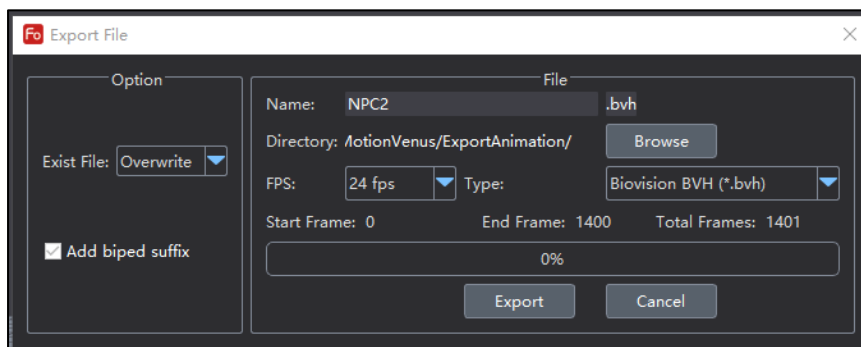 Fo Export File
Option
Exist File: Overwrite
Add biped suffix
File
Name: NPC2 .bvh
Directory: MotionVenus/ExportAnimation/ Browse
FPS: 24 fps Type: Biovision BVH (*.bvh)
Start Frame: 0 End Frame: 1400 Total Frames: 1401
0%
Export Cancel